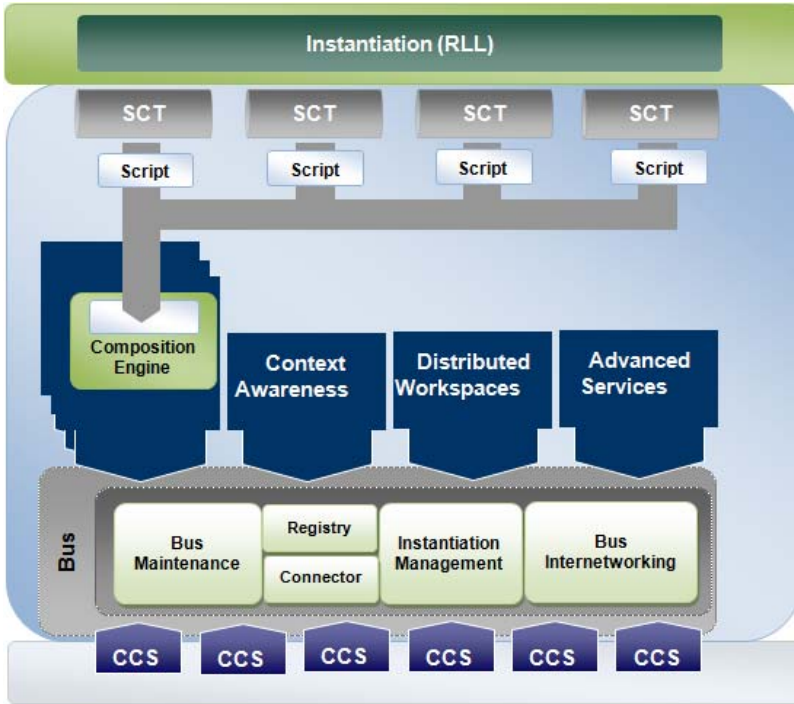 Instantiation (RLL)
SCT
SCT
SCT
SCT
Script
Script
Script
Script
Composition
Engine
Context
Awareness
Distributed
Workspaces
Advanced
Services
Bus
Bus
Maintenance
Registry
Connector
Instantiation
Management
Bus
Internetworking
CCS
CCS
CCS
CCS
CCS
CCS